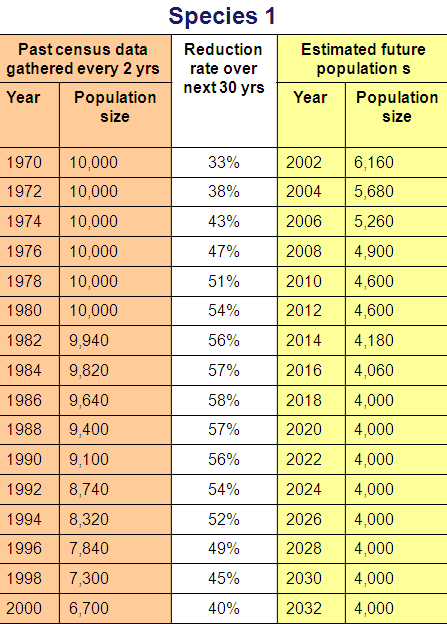 Species 1
Past census data gathered every 2 yrs | Reduction rate over next 30 yrs | Estimated future population s
Year | Population size | Year | Population size
1970 10,000 33% 2002 6,160
1972 10,000 38% 2004 5,680
1974 10,000 43% 2006 5,260
1976 10,000 47% 2008 4,900
1978 10,000 51% 2010 4,600
1980 10,000 54% 2012 4,600
1982 9,940 56% 2014 4,180
1984 9,820 57% 2016 4,060
1986 9,640 58% 2018 4,000
1988 9,400 57% 2020 4,000
1990 9,100 56% 2022 4,000
1992 8,740 54% 2024 4,000
1994 8,320 52% 2026 4,000
1996 7,840 49% 2028 4,000
1998 7,300 45% 2030 4,000
2000 6,700 40% 2032 4,000